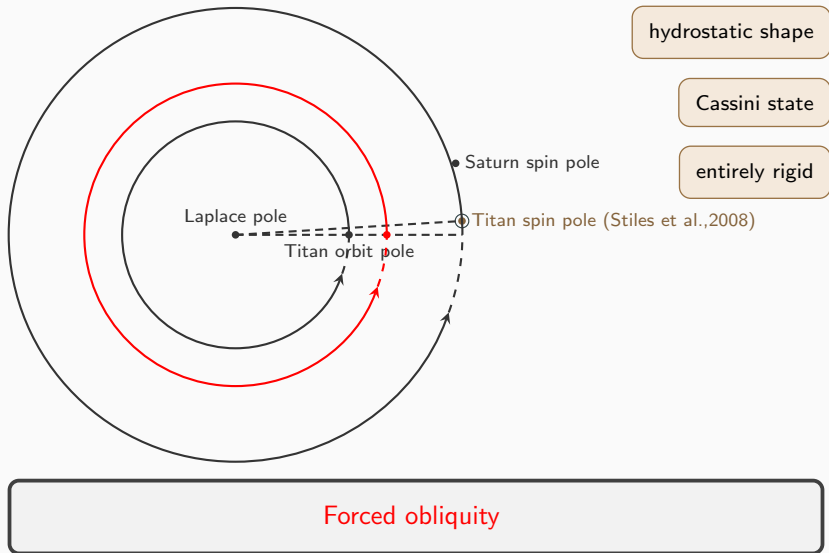 hydrostatic shape
Cassini state
entirely rigid
Saturn spin pole
Laplace pole
Titan spin pole (Stiles et al.,2008)
Titan orbit pole
Forced obliquity